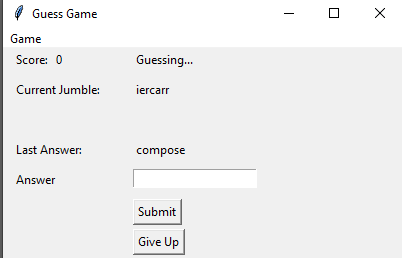 Guess Game
Game
Score: 0 Guessing...
Current Jumble: iercarr
Last Answer: compose
Answer
Submit
Give Up